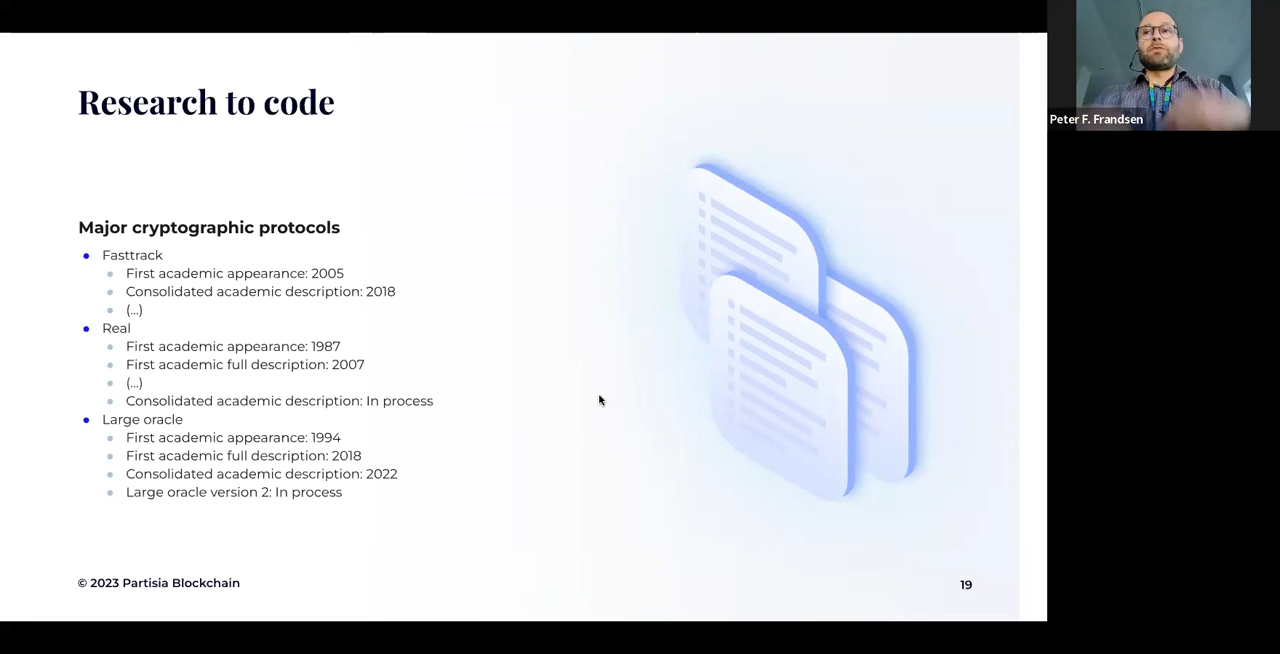 Research to code
Peter F. Frandsen
Major cryptographic protocols
Fasttrack
First academic appearance: 2005
Consolidated academic description: 2018
(...)
Real
First academic appearance: 1987
First academic full description: 2007
(...)
Consolidated academic description: In process
Large oracle
First academic appearance: 1994
First academic full description: 2018
Consolidated academic description: 2022
Large oracle version 2: In process
© 2023 Partisia Blockchain
19